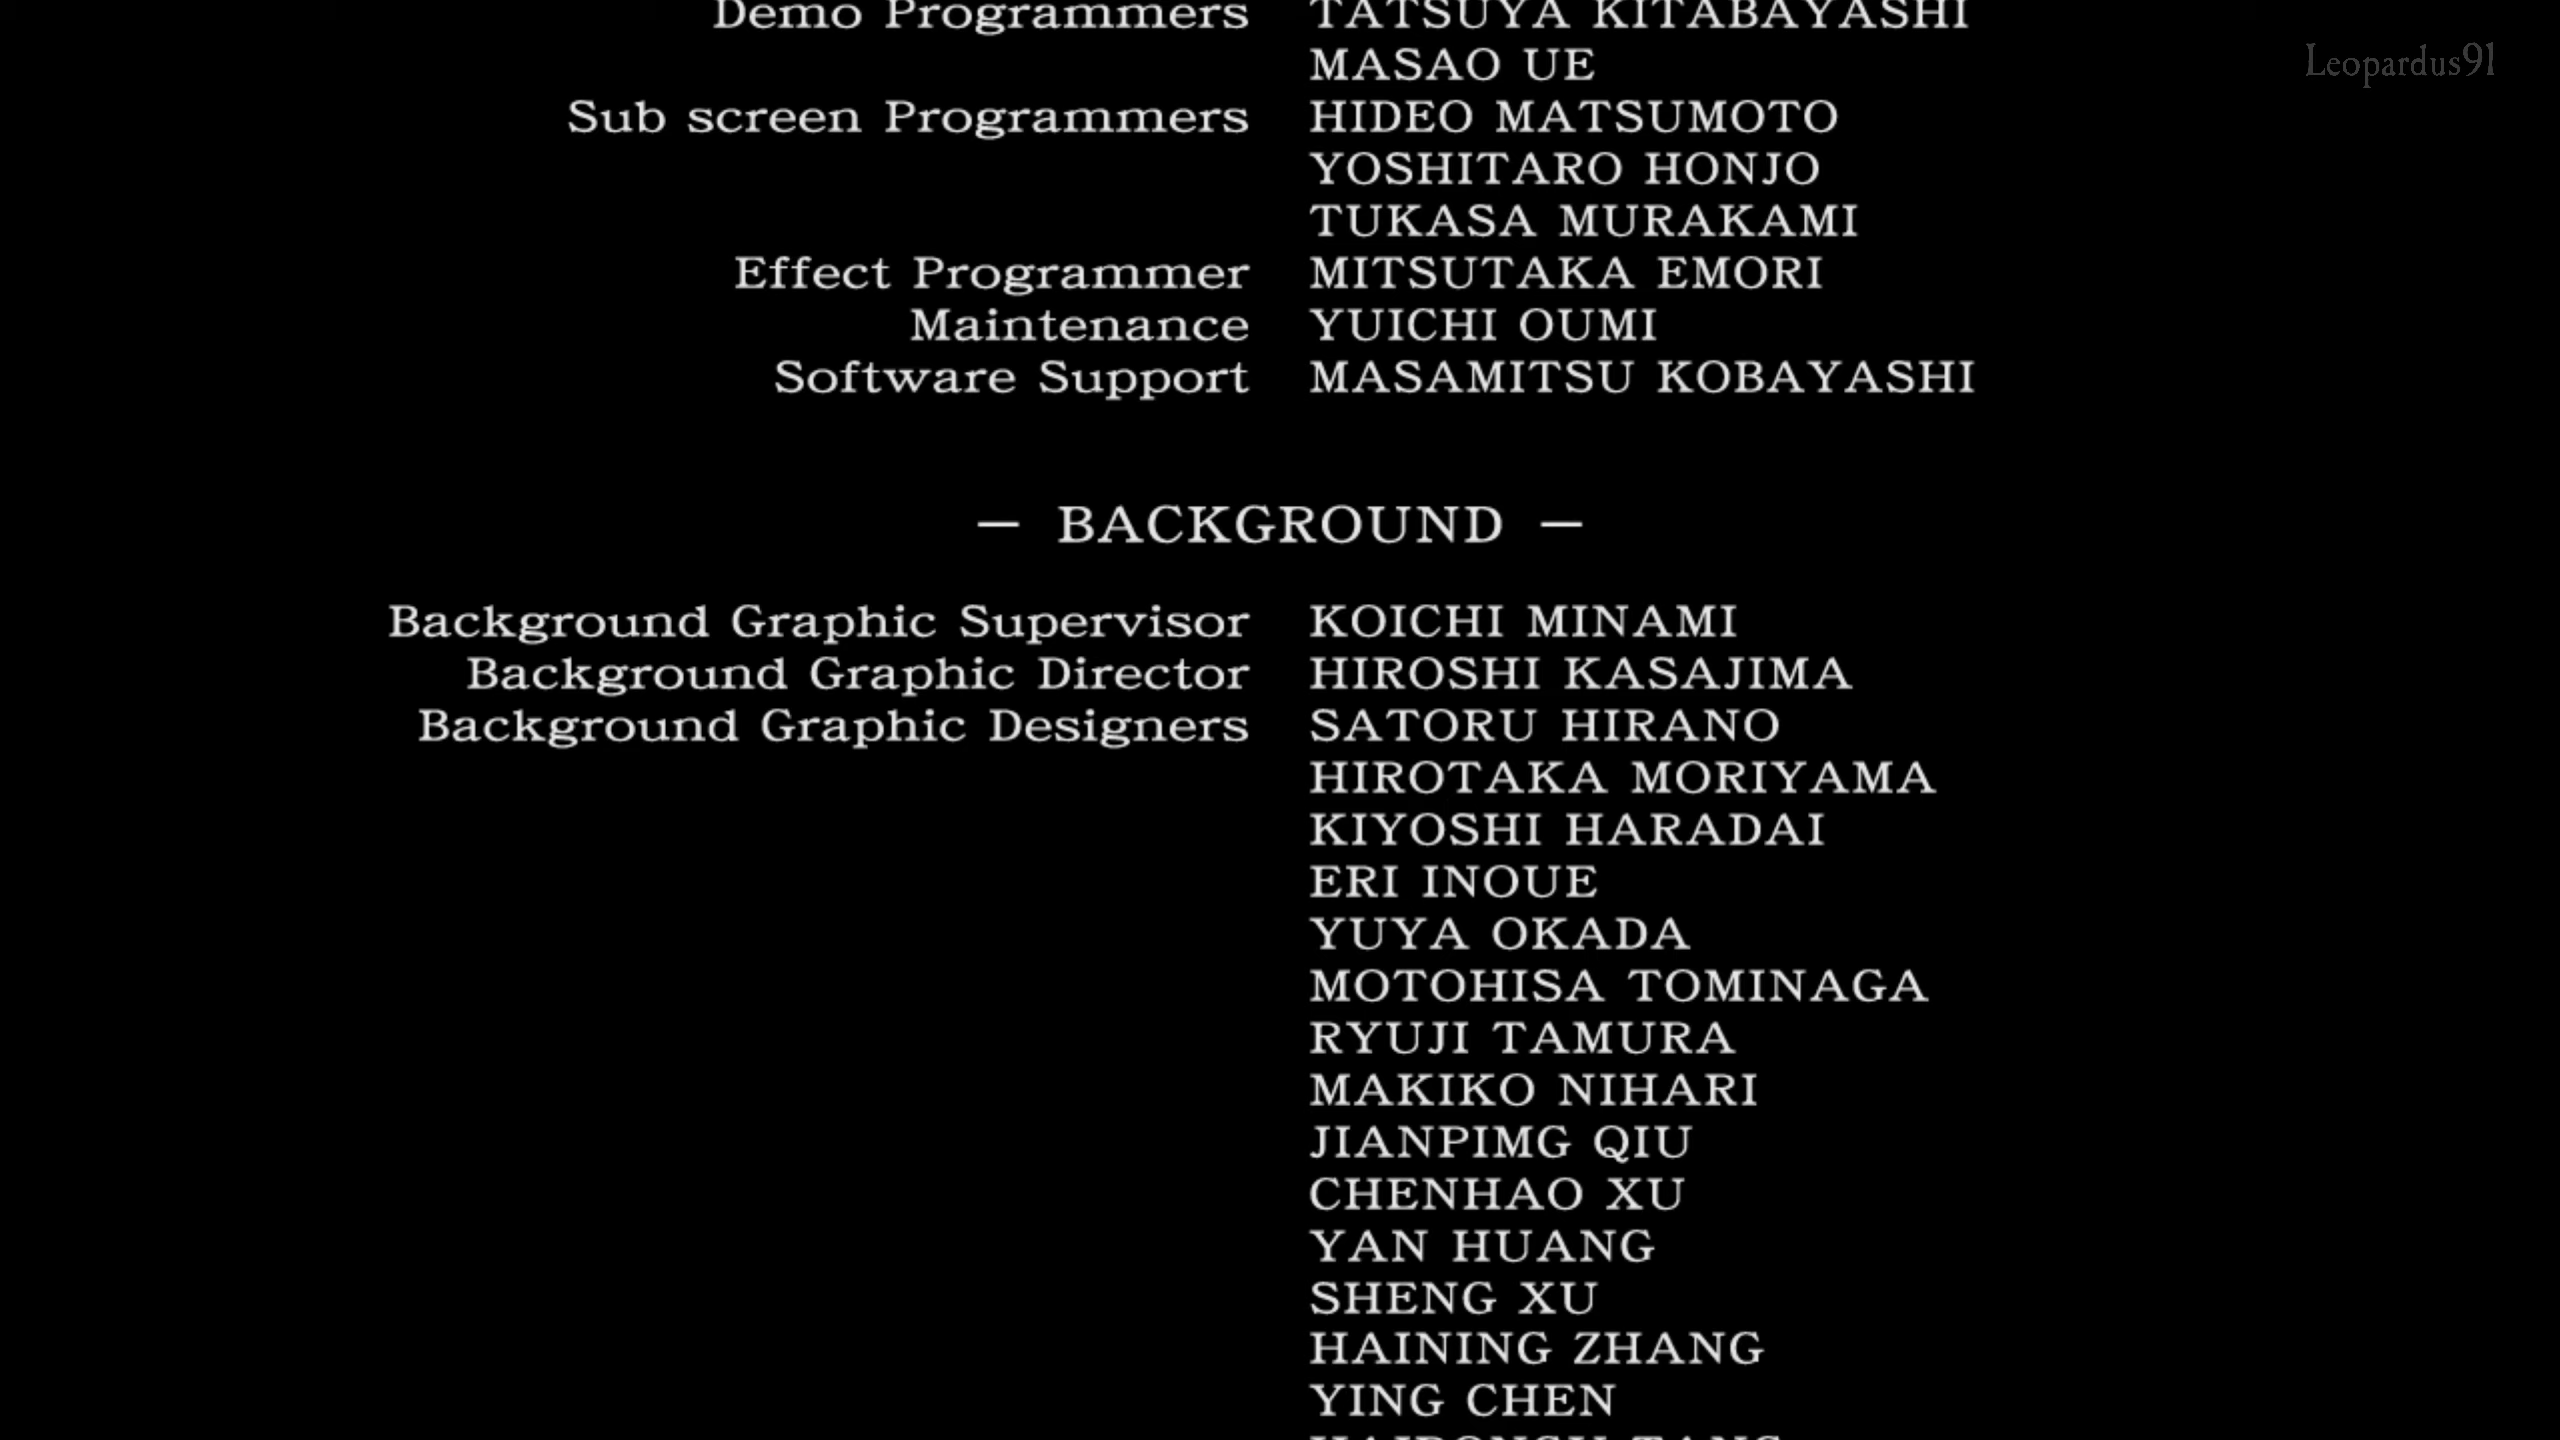 Demo Programmers TATSUYA KITABAYASHI
Leopardus91
MASAO UE
Sub screen Programmers HIDEO MATSUMOTO
YOSHITARO HONJO
TUKASA MURAKAMI
Effect Programmer MITSUTAKA EMORI
Maintenance YUICHI OUMI
Software Support MASAMITSU KOBAYASHI
— BACKGROUND —
Background Graphic Supervisor KOICHI MINAMI
Background Graphic Director HIROSHI KASAJIMA
Background Graphic Designers SATORU HIRANO
HIROTAKA MORIYAMA
KIYOSHI HARADAI
ERI INOUE
YUYA OKADA
MOTOHISA TOMINAGA
RYUJI TAMURA
MAKIKO NIHARI
JIANPIMG QIU
CHENHAO XU
YAN HUANG
SHENG XU
HAINING ZHANG
YING CHEN